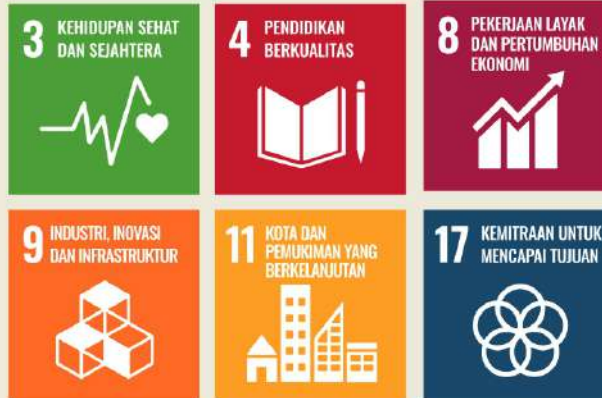 3 KEHIDUPAN SEHAT
DAN SEJAHTERA
4 PENDIDIKAN
BERKUALITAS
8 PEKERJAAN LAYAK
DAN PERTUMBUHAN
EKONOMI
9 INDUSTRI, INOVASI
DAN INFRASTRUKTUR
11 KOTA DAN
PEMUKIMAN YANG
BERKELANJUTAN
17 KEMITRAAN UNTUK
MENCAPAI TUJUAN